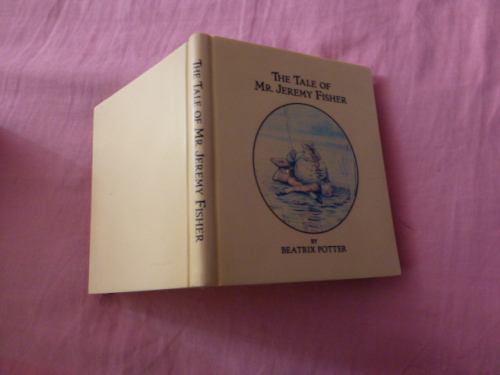 THE TALE OF MR. JEREMY FISHER
THE TALE OF
MR. JEREMY FISHER
BY
BEATRIX POTTER